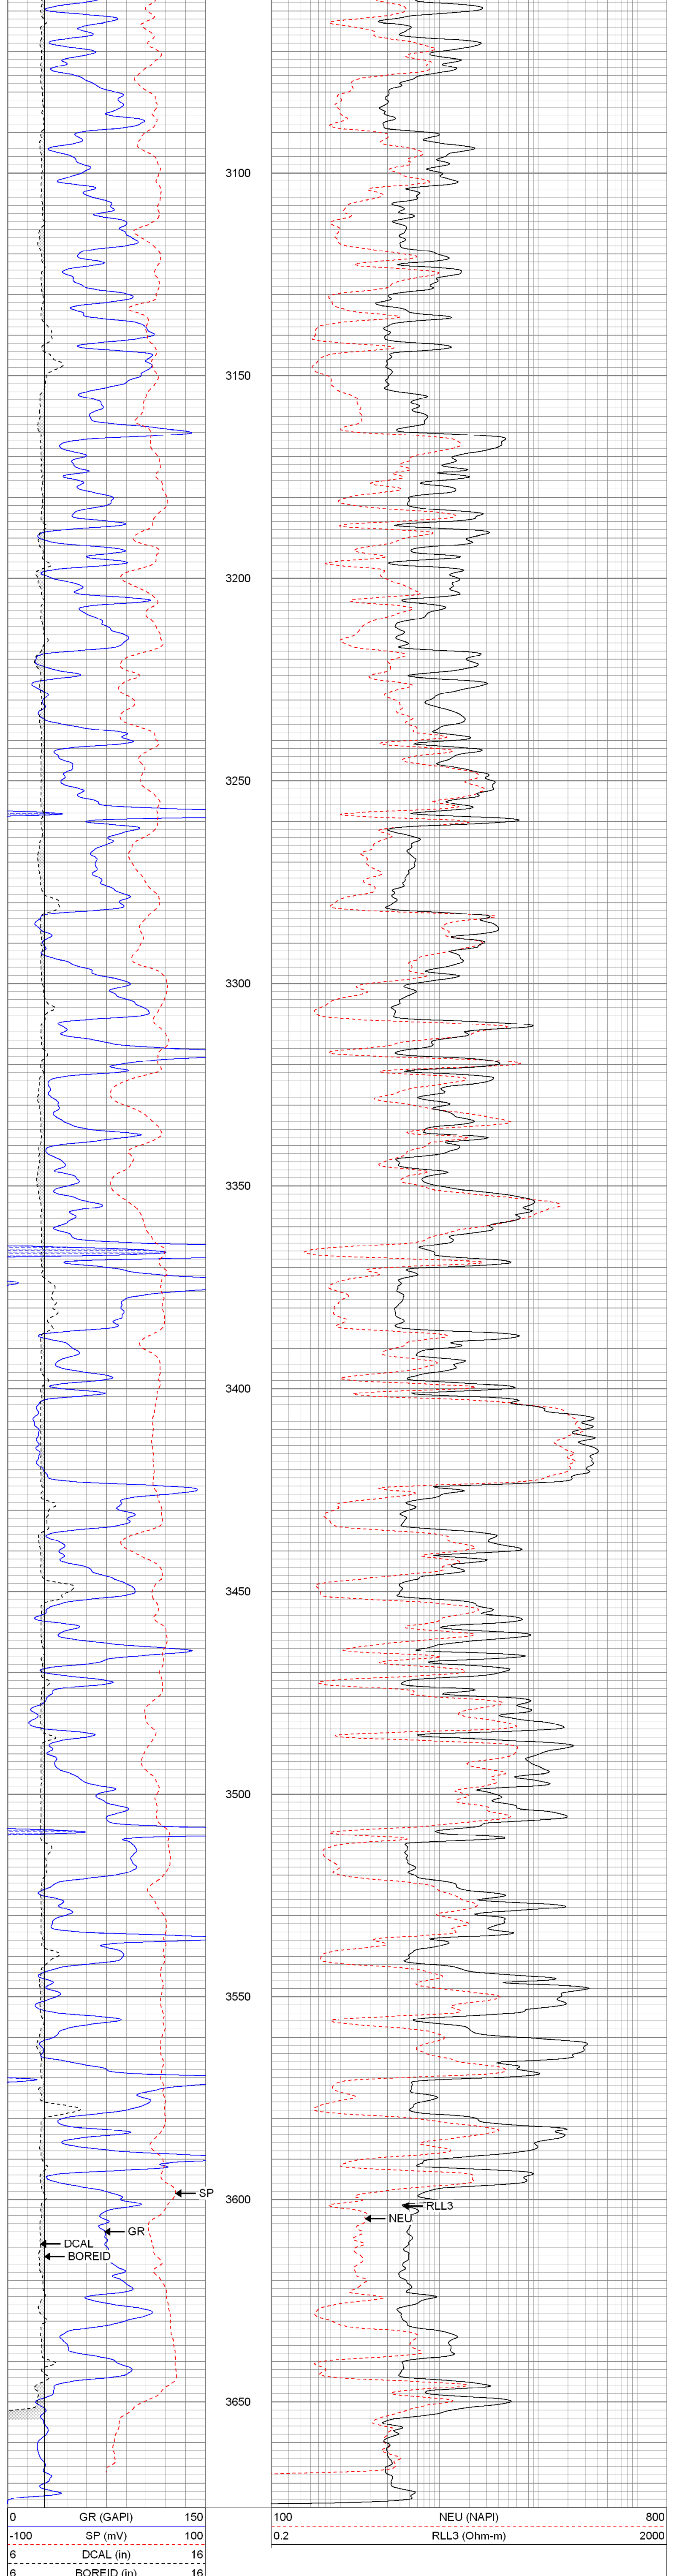 3100
3150
3200
3250
3300
3350
3400
3450
3500
3550
SP
3600
RLL3
NEU
GR
DCAL
BOREID
3650
0 GR (GAPI) 150
100 NEU (NAPI) 800
-100 SP (mV) 100
0.2 RLL3 (Ohm-m) 2000
6 DCAL (in) 16
6 BOREID (in) 16